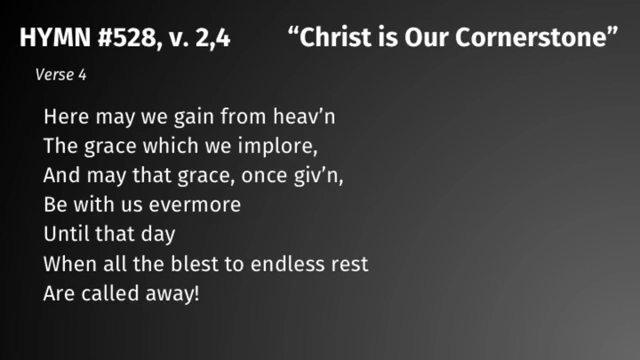 HYMN #528, v. 2,4 “Christ is Our Cornerstone”
Verse 4
Here may we gain from heav’n
The grace which we implore,
And may that grace, once giv’n,
Be with us evermore
Until that day
When all the blest to endless rest
Are called away!